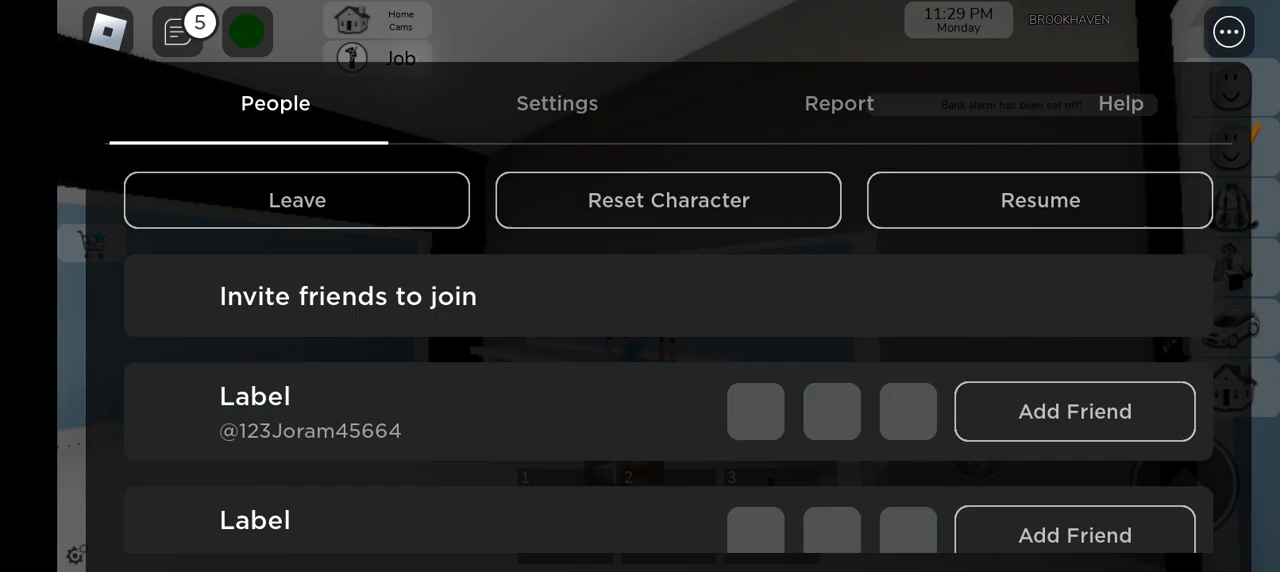 5
Home
Cams
Job
11:29 PM
Monday
BROOKHAVEN
People
Settings
Report
Bank alarm has been set off!
Help
Leave
Reset Character
Resume
Invite friends to join
Label
@123Joram45664
Add Friend
1
2
3
Label
Add Friend